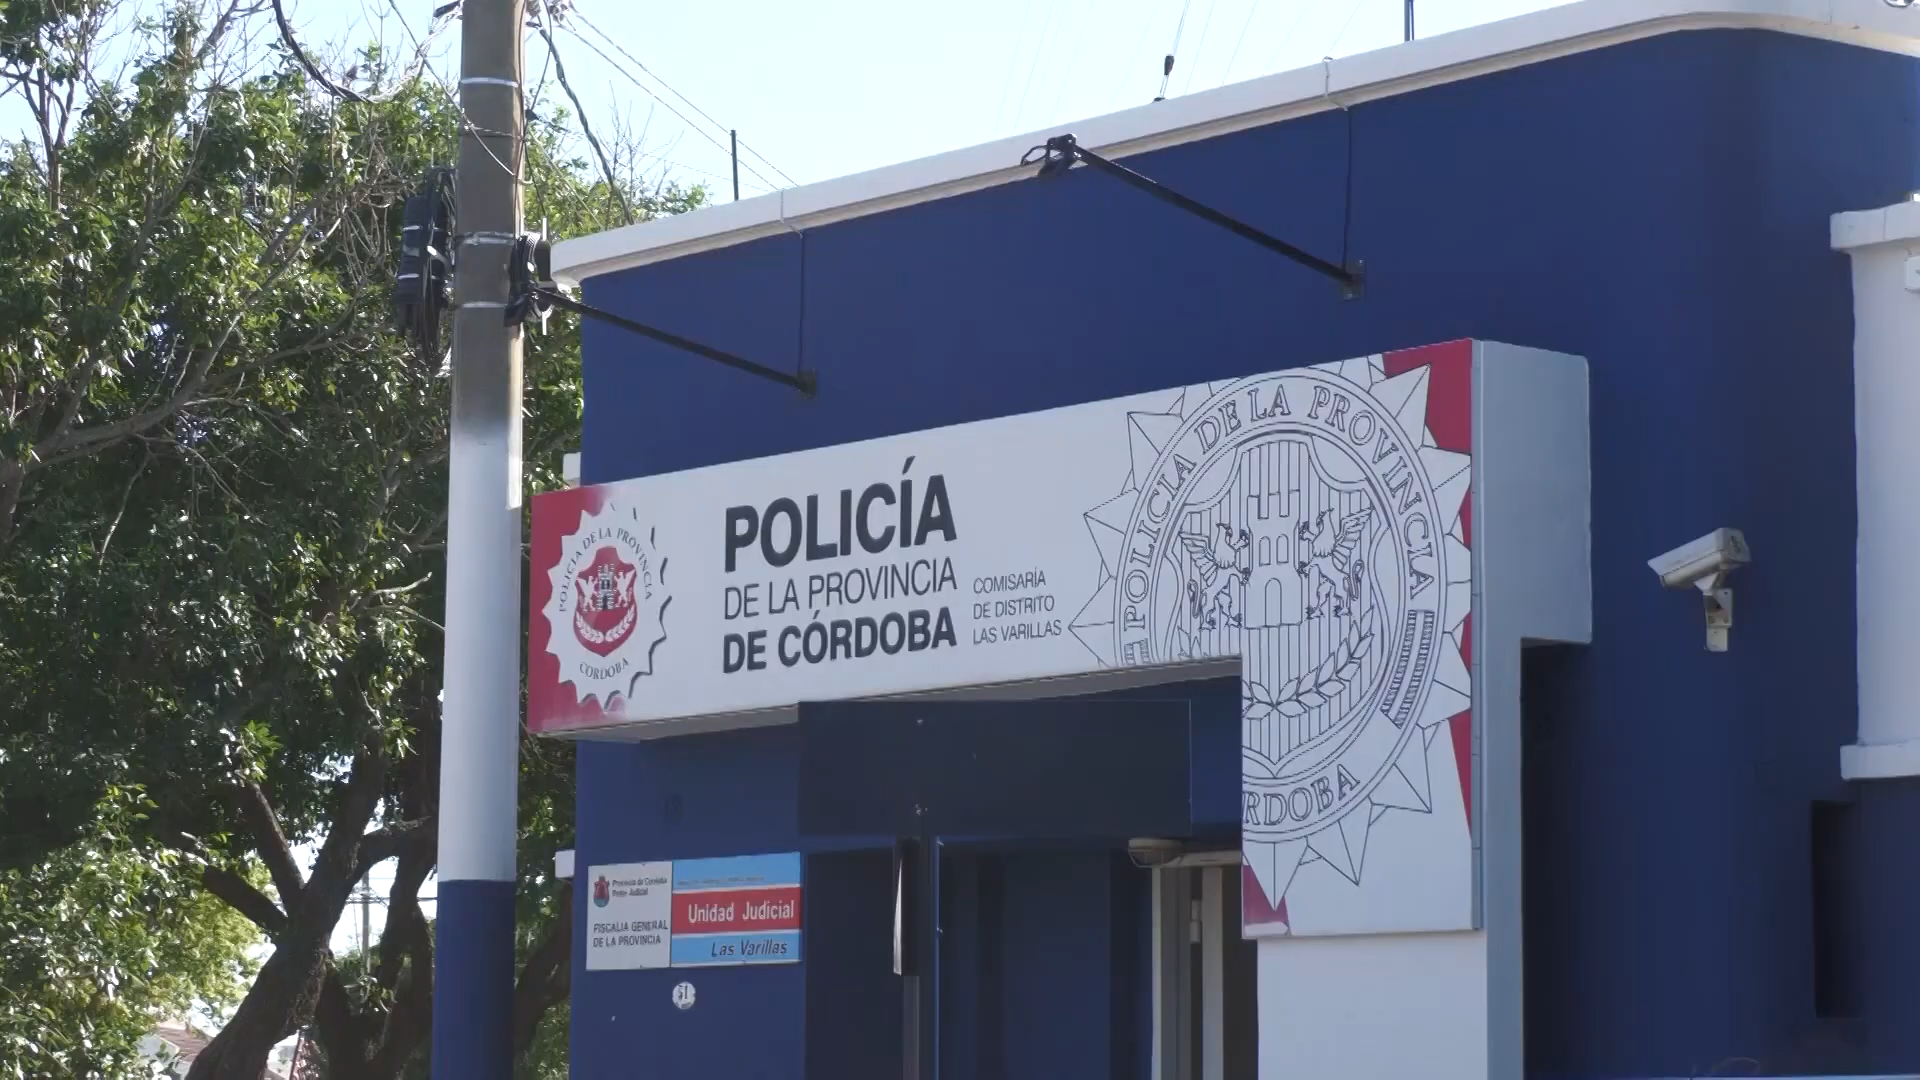 POLICIA DE LA PROVINCIA
CORDOBA
POLICÍA
DE LA PROVINCIA
DE CÓRDOBA
COMISARÍA
DE DISTRITO
LAS VARILLAS
POLICIA DE LA PROVINCIA
RDOBA
Provincia de Córdoba
Poder Judicial
FISCALIA GENERAL
DE LA PROVINCIA
Unidad Judicial
Las Varillas
51